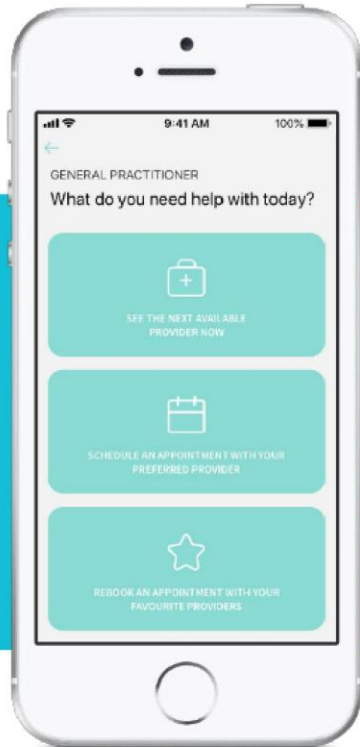 9:41 AM
100%
GENERAL PRACTITIONER
What do you need help with today?
SEE THE NEXT AVAILABLE
PROVIDER NOW
SCHEDULE AN APPOINTMENT WITH YOUR
PREFERRED PROVIDER
REBOOK AN APPOINTMENT WITH YOUR
FAVOURITE PROVIDERS